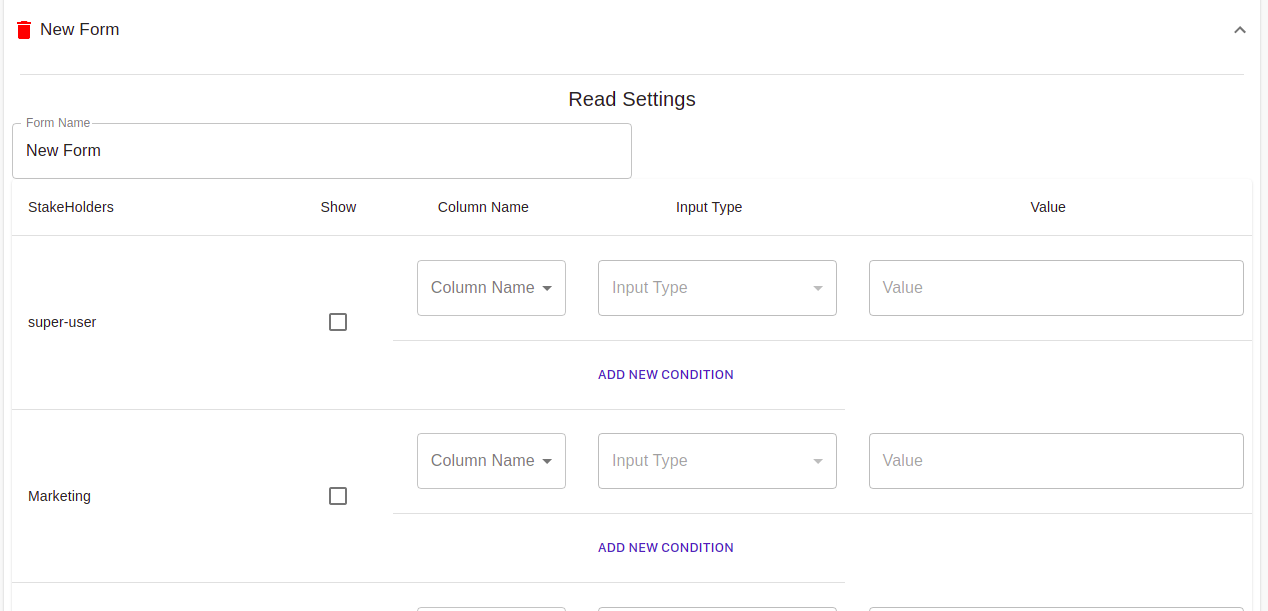 New Form
Read Settings
Form Name
New Form
StakeHolders Show Column Name Input Type Value
Column Name Input Type Value
super-user
ADD NEW CONDITION
Column Name Input Type Value
Marketing
ADD NEW CONDITION